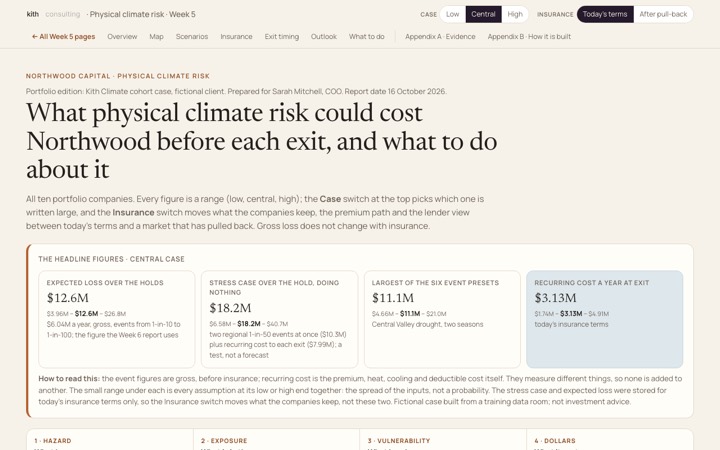 kith consulting · Physical climate risk · Week 5
CASE Low Central High INSURANCE Today's terms After pull-back
← All Week 5 pages Overview Map Scenarios Insurance Exit timing Outlook What to do Appendix A · Evidence Appendix B · How it is built
NORTHWOOD CAPITAL · PHYSICAL CLIMATE RISK
Portfolio edition: Kith Climate cohort case, fictional client. Prepared for Sarah Mitchell, COO. Report date 16 October 2026.
What physical climate risk could cost
Northwood before each exit, and what to do
about it
All ten portfolio companies. Every figure is a range (low, central, high); the Case switch at the top picks which one is
written large, and the Insurance switch moves what the companies keep, the premium path and the lender view
between today's terms and a market that has pulled back. Gross loss does not change with insurance.
THE HEADLINE FIGURES · CENTRAL CASE
EXPECTED LOSS OVER THE HOLDS
$12.6M
$3.96M – $12.6M – $26.8M
$6.04M a year, gross, events from 1-in-10 to
1-in-100; the figure the Week 6 report uses
STRESS CASE OVER THE HOLD, DOING
NOTHING
$18.2M
$6.58M – $18.2M – $40.7M
two regional 1-in-50 events at once ($10.3M)
plus recurring cost to each exit ($7.99M); a
test, not a forecast
LARGEST OF THE SIX EVENT PRESETS
$11.1M
$4.66M – $11.1M – $21.0M
Central Valley drought, two seasons
RECURRING COST A YEAR AT EXIT
$3.13M
$1.74M – $3.13M – $4.91M
today's insurance terms
How to read this: the event figures are gross, before insurance; recurring cost is the premium, heat, cooling and deductible cost itself. They measure different things, so none is added to
another. The small range under each is every assumption at its low or high end together: the spread of the inputs, not a probability. The stress case and expected loss were stored for
today's insurance terms only, so the Insurance switch moves what the companies keep, not these two. Fictional case built from a training data room; not investment advice.
1 · HAZARD
2 · EXPOSURE
3 · VULNERABILITY
4 · DOLLARS